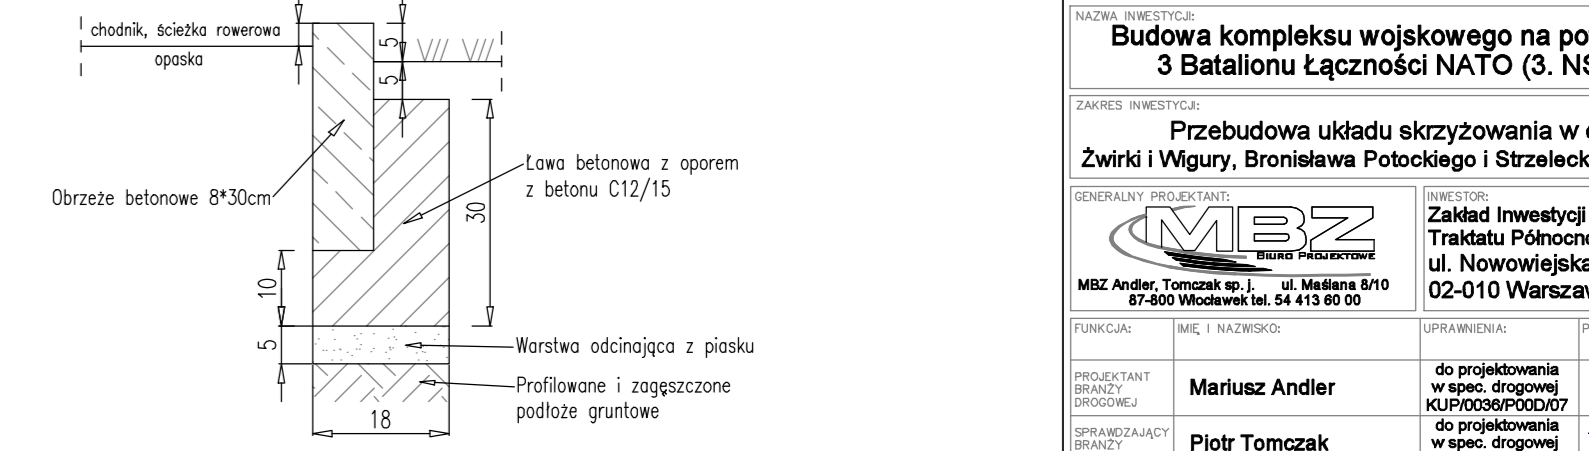 chodnik, ścieżka rowerowa
opaska
5
5
Obrzeże betonowe 8*30cm
Ława betonowa z oporem
z betonu C12/15
30
10
5
Warstwa odcinająca z piasku
Profilowane i zagęszczone
podłoże gruntowe
18
NAZWA INWESTYCJI:
Budowa kompleksu wojskowego na po
3 Batalionu Łączności NATO (3. NS
ZAKRES INWESTYCJI:
Przebudowa układu skrzyżowania w
Żwirki i Wigury, Bronisława Potockiego i Strzeleck
GENERALNY PROJEKTANT:
MBZ
BIURO PROJEKTOWE
MBZ Andler, Tomczak sp. j. ul. Maślana 8/10
87-800 Włocławek tel. 54 413 60 00
INWESTOR:
Zakład Inwestycji
Traktatu Północne
ul. Nowowiejska
02-010 Warszaw
FUNKCJA:
IMIĘ I NAZWISKO:
UPRAWNIENIA:
P
PROJEKTANT
BRANŻY
DROGOWEJ
Mariusz Andler
do projektowania
w spec. drogowej
KUP/0036/P00D/07
SPRAWDZAJĄCY
BRANŻY
Piotr Tomczak
do projektowania
w spec. drogowej